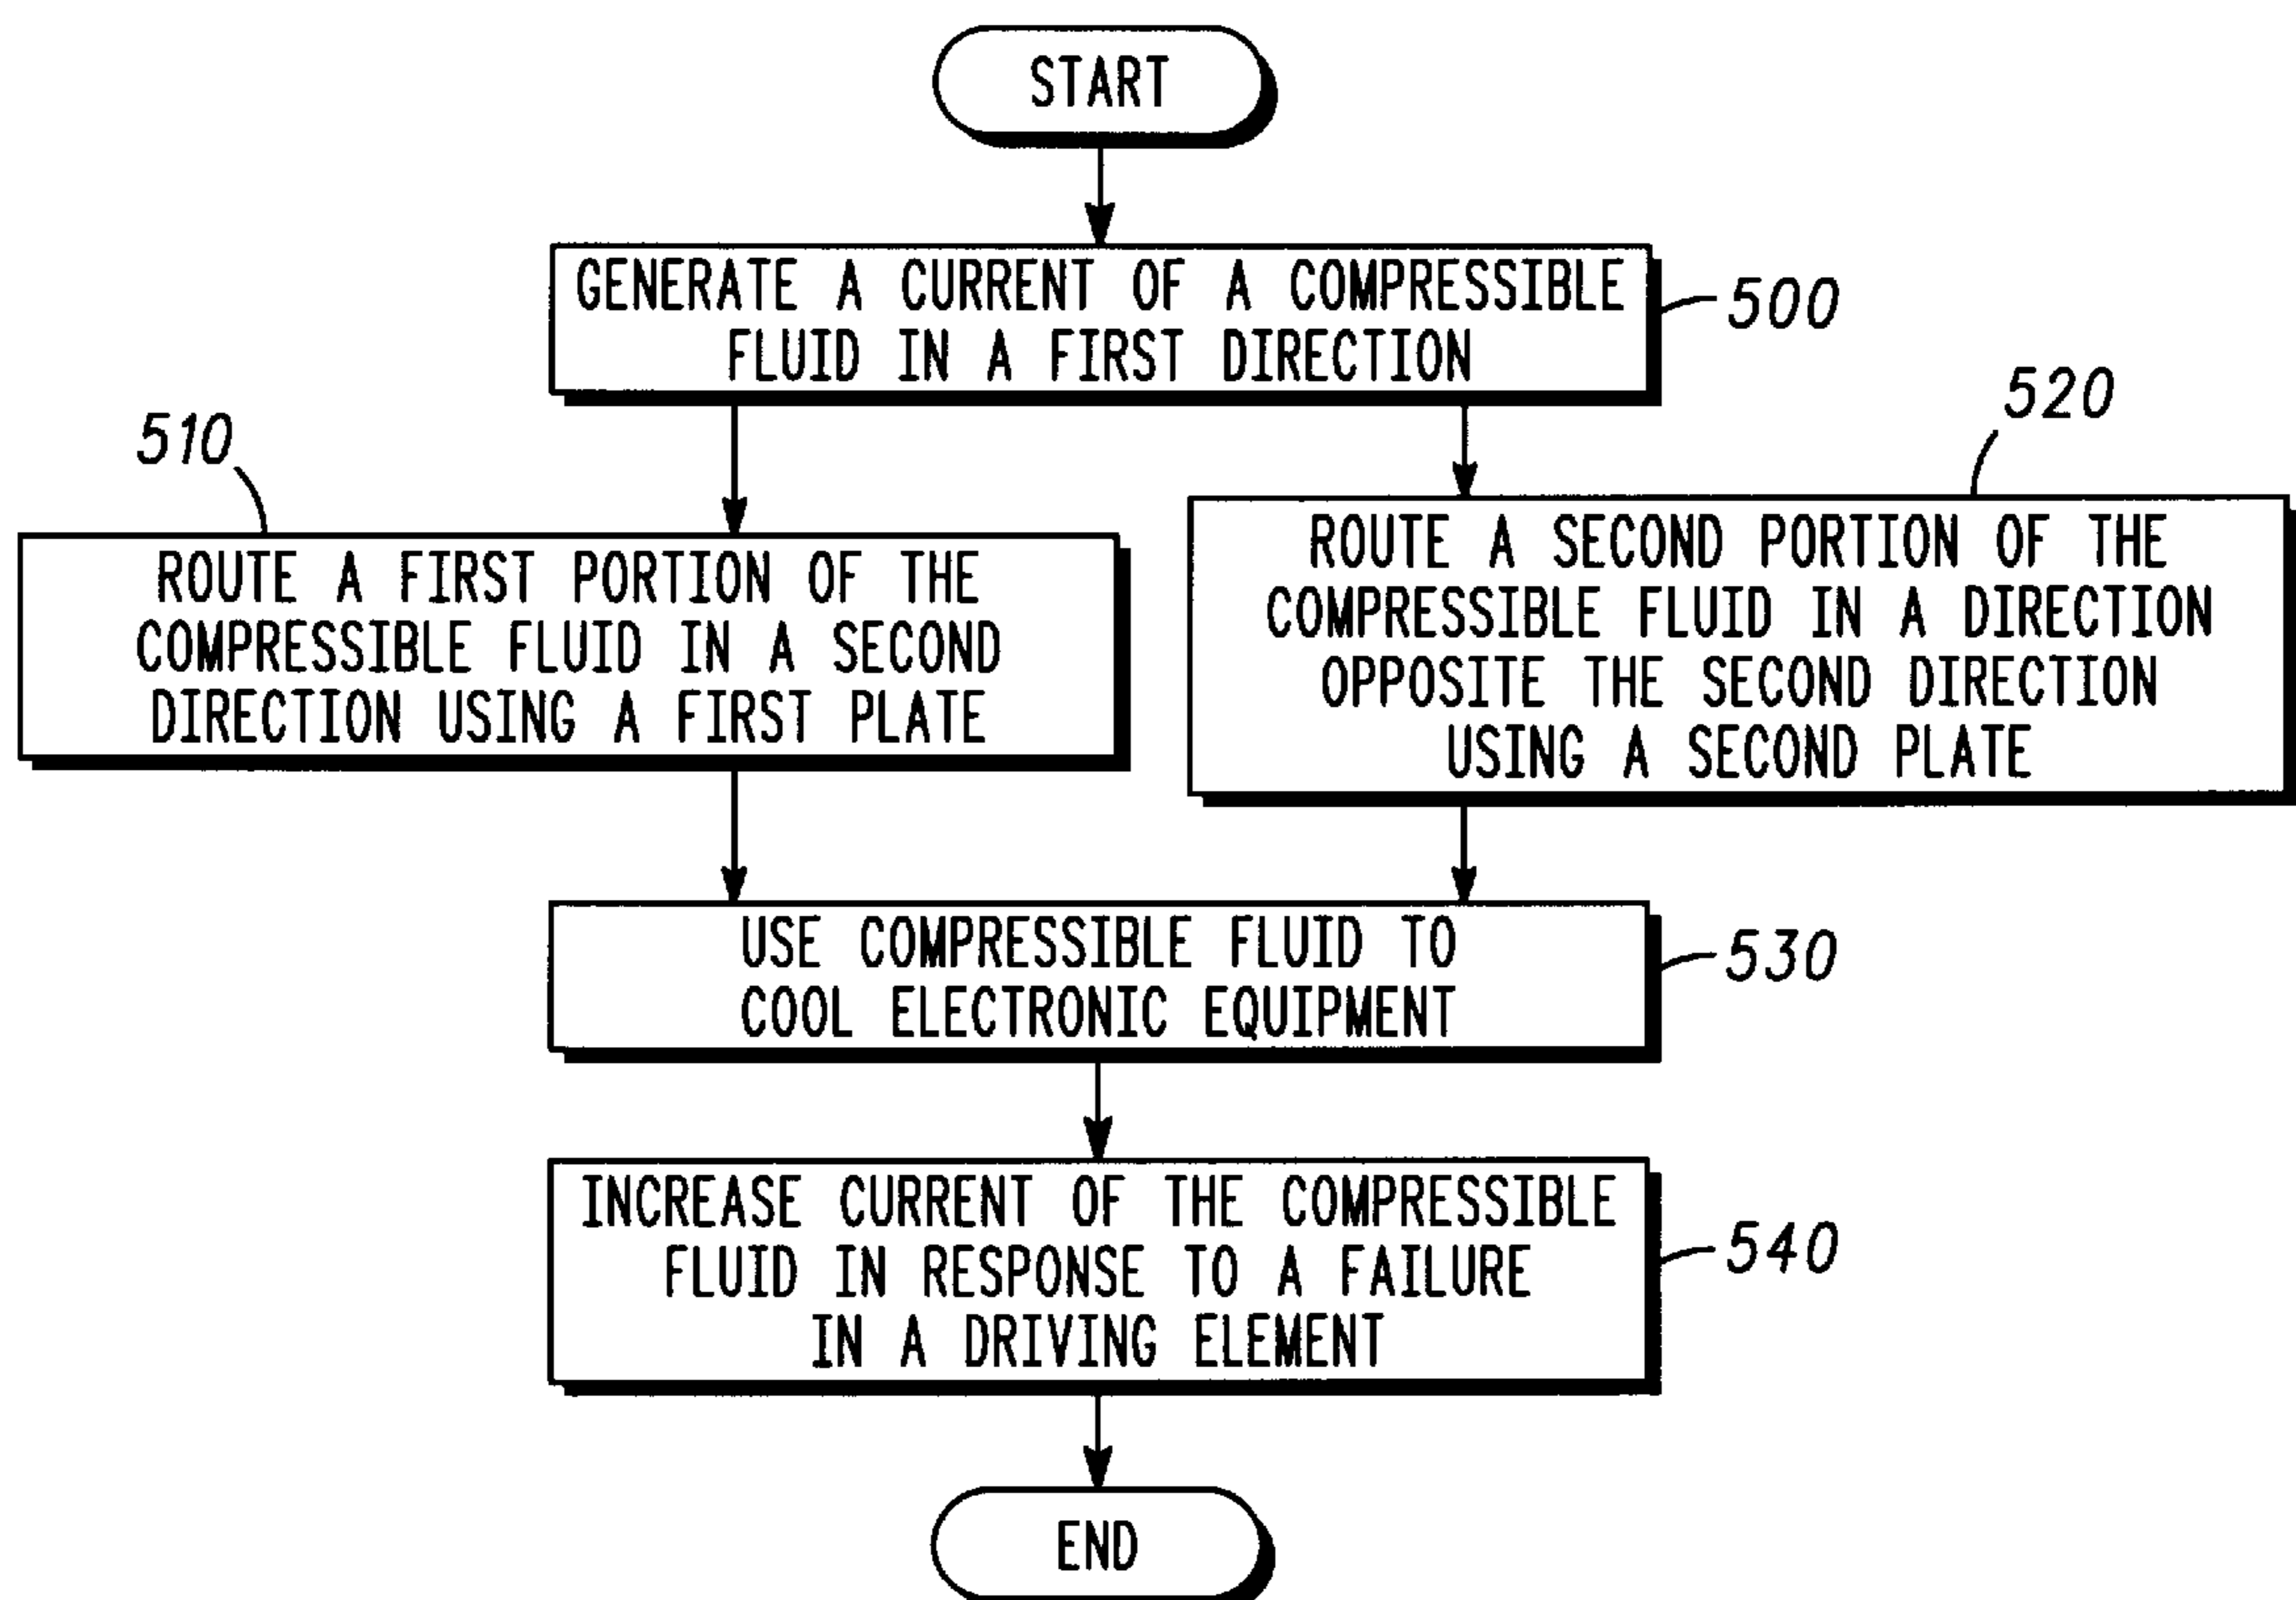 START
GENERATE A CURRENT OF A COMPRESSIBLE
FLUID IN A FIRST DIRECTION
500
510
520
ROUTE A FIRST PORTION OF THE
COMPRESSIBLE FLUID IN A SECOND
DIRECTION USING A FIRST PLATE
ROUTE A SECOND PORTION OF THE
COMPRESSIBLE FLUID IN A DIRECTION
OPPOSITE THE SECOND DIRECTION
USING A SECOND PLATE
USE COMPRESSIBLE FLUID TO
COOL ELECTRONIC EQUIPMENT
530
INCREASE CURRENT OF THE COMPRESSIBLE
FLUID IN RESPONSE TO A FAILURE
IN A DRIVING ELEMENT
540
END